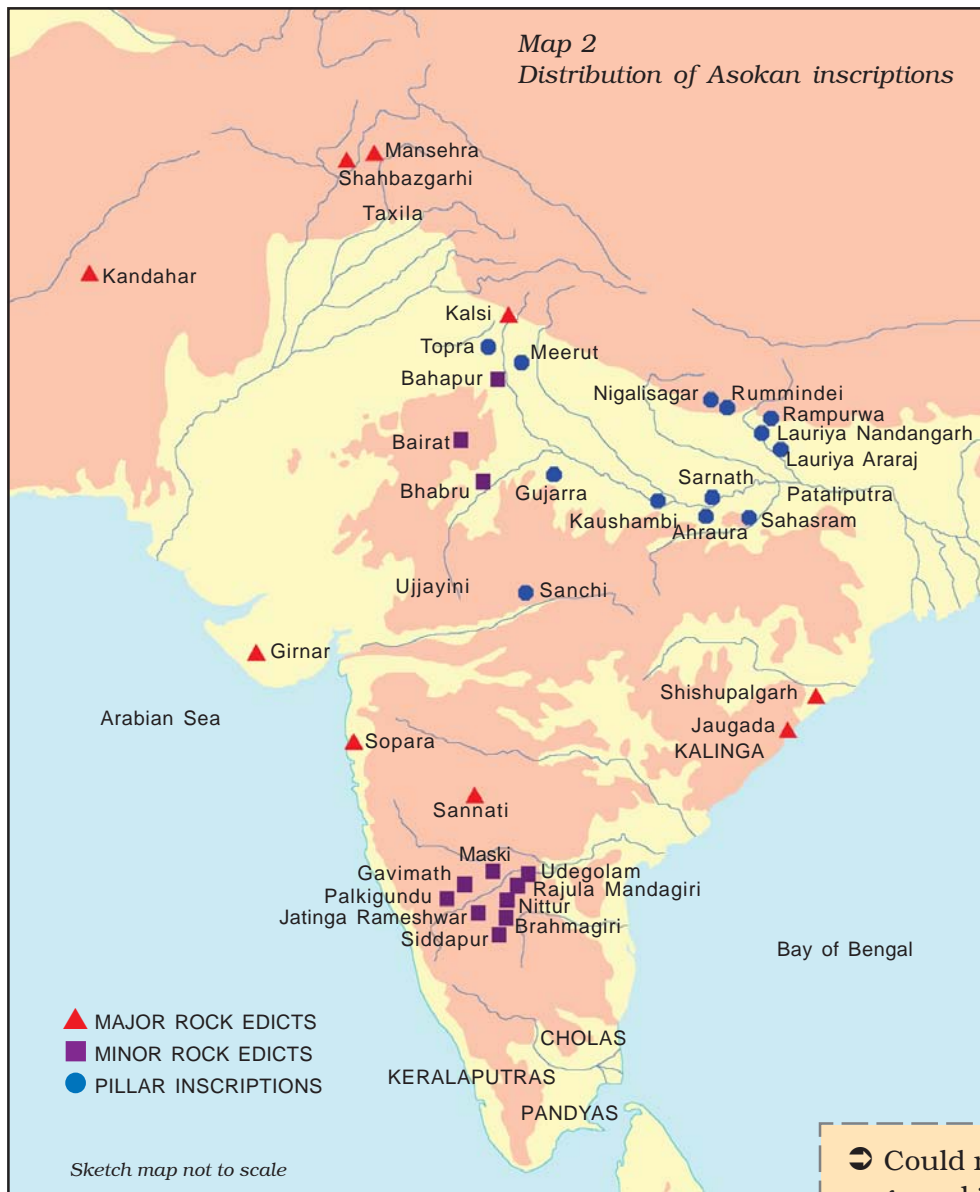 Map 2
Distribution of Asokan inscriptions
Mansehra
Shahbazgarhi
Taxila
Kandahar
Kalsi
Topra
Meerut
Bahapur
Nigalisagar
Rummindei
Rampurwa
Bairat
Lauriya Nandangarh
Lauriya Araraj
Bhabru
Gujarra
Sarnath
Pataliputra
Kaushambi
Sahasram
Ahraura
Ujjayini
Sanchi
Girnar
Shishupalgarh
Arabian Sea
Jaugada
Sopara
KALINGA
Sannati
Maski
Gavimath
Udegolam
Palkigundu
Rajula Mandagiri
Nittur
Jatinga Rameshwar
Brahmagiri
Siddapur
Bay of Bengal
MAJOR ROCK EDICTS
MINOR ROCK EDICTS
PILLAR INSCRIPTIONS
CHOLAS
KERALAPUTRAS
PANDYAS
Sketch map not to scale
➲ Could